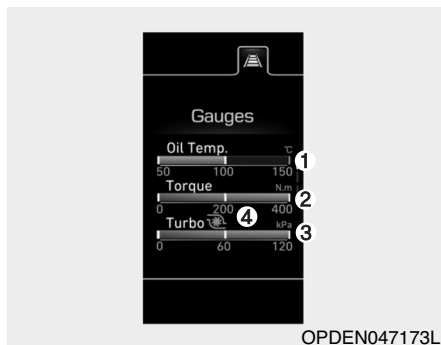 Gauges
Oil Temp. °C ①
50 100 150
Torque N.m ②
0 200 400
Turbo ④ kPa ③
0 60 120
OPDEN047173L